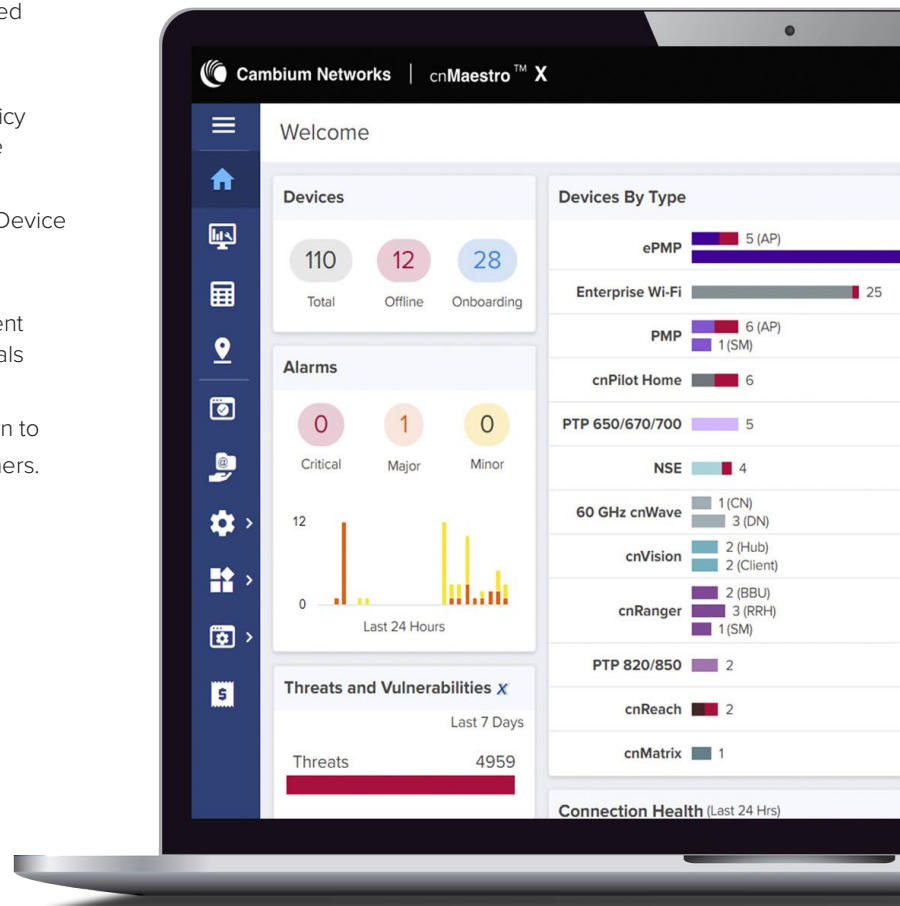 ed
icy
e
Device
ent
als
n to
ners.
Cambium Networks | cnMaestro™ X
Welcome
Devices
110
12
28
Total
Offline
Onboarding
Alarms
0
1
0
Critical
Major
Minor
12
0
Last 24 Hours
Threats and Vulnerabilities X
Last 7 Days
Threats 4959
Devices By Type
ePMP 5 (AP)
Enterprise Wi-Fi 25
PMP 6 (AP)
1 (SM)
cnPilot Home 6
PTP 650/670/700 5
NSE 4
60 GHz cnWave 1 (CN)
3 (DN)
cnVision 2 (Hub)
2 (Client)
cnRanger 2 (BBU)
3 (RRH)
1 (SM)
PTP 820/850 2
cnReach 2
cnMatrix 1
Connection Health (Last 24 Hrs)